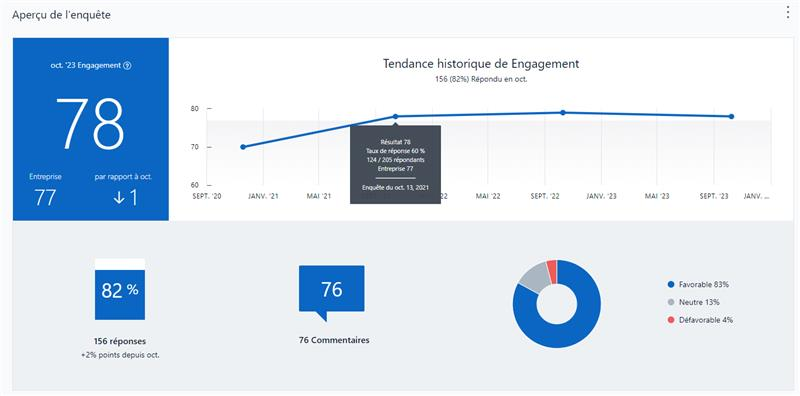 Aperçu de l'enquête
oct. '23 Engagement ?
78
Entreprise
77
par rapport à oct.
↓1
Tendance historique de Engagement
156 (82%) Répondu en oct.
80
70
60
Résultat 78
Taux de réponse 60 %
124 / 205 répondants
Entreprise 77
Enquête du oct. 13, 2021
SEPT. '20
JANV. '21
MAI '21
MAI '22
SEPT. '22
JANV. '23
MAI '23
SEPT. '23
JANV. ...
82 %
156 réponses
+2% points depuis oct.
76
76 Commentaires
Favorable 83%
Neutre 13%
Défavorable 4%